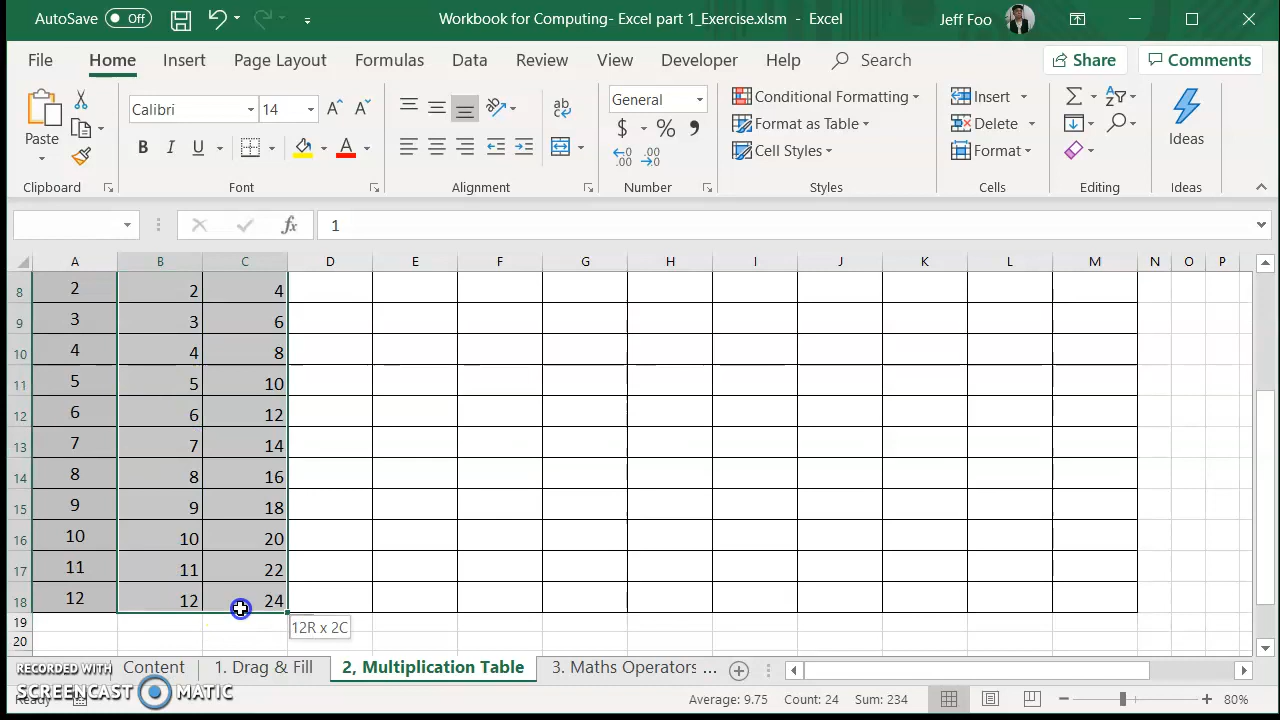 AutoSave Off Workbook for Computing- Excel part 1_Exercise.xlsm - Excel Jeff Foo
File Home Insert Page Layout Formulas Data Review View Developer Help Search Share Comments
Paste Calibri 14 A A ab General Conditional Formatting Insert Σ Ideas
B I U A $ % , Format as Table Delete
.00 .00 Cell Styles Format
Clipboard Font Alignment Number Styles Cells Editing Ideas
fx 1
A B C D E F G H I J K L M N O P
8 2 2 4
9 3 3 6
10 4 4 8
11 5 5 10
12 6 6 12
13 7 7 14
14 8 8 16
15 9 9 18
16 10 10 20
17 11 11 22
18 12 12 24
19 12R x 2C
20
RECORDED WITH Content 1. Drag & Fill 2, Multiplication Table 3. Maths Operators ...
SCREENCAST MATIC
Ready Average: 9.75 Count: 24 Sum: 234 80%